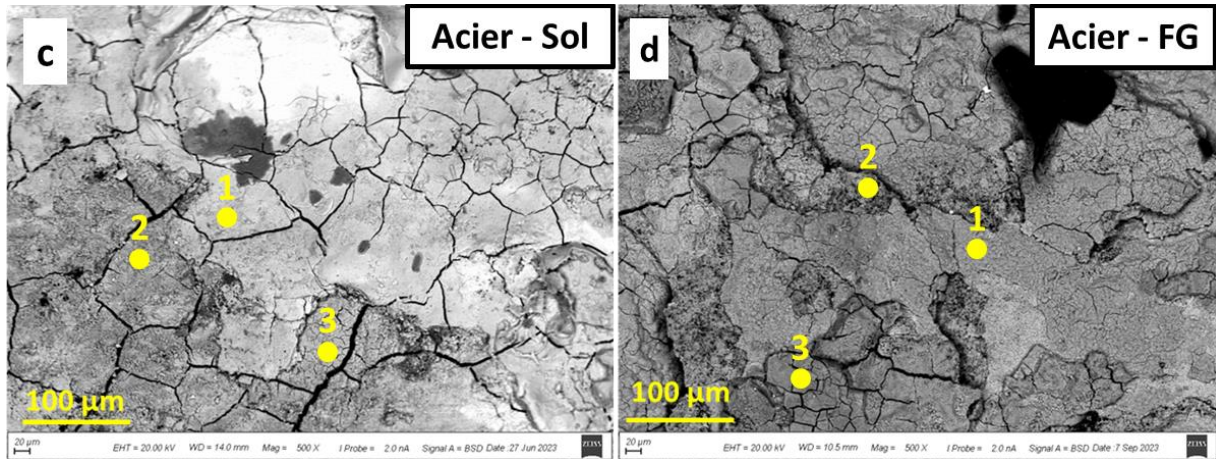 c
Acier - Sol
1
2
3
100 µm
20 µm
EHT = 20.00 kV WD = 14.0 mm Mag = 500 X I Probe = 2.0 nA Signal A = BSD Date :27 Jun 2023
ZEISS
d
Acier - FG
2
1
3
100 µm
20 µm
EHT = 20.00 kV WD = 10.5 mm Mag = 500 X I Probe = 2.0 nA Signal A = BSD Date :7 Sep 2023
ZEISS